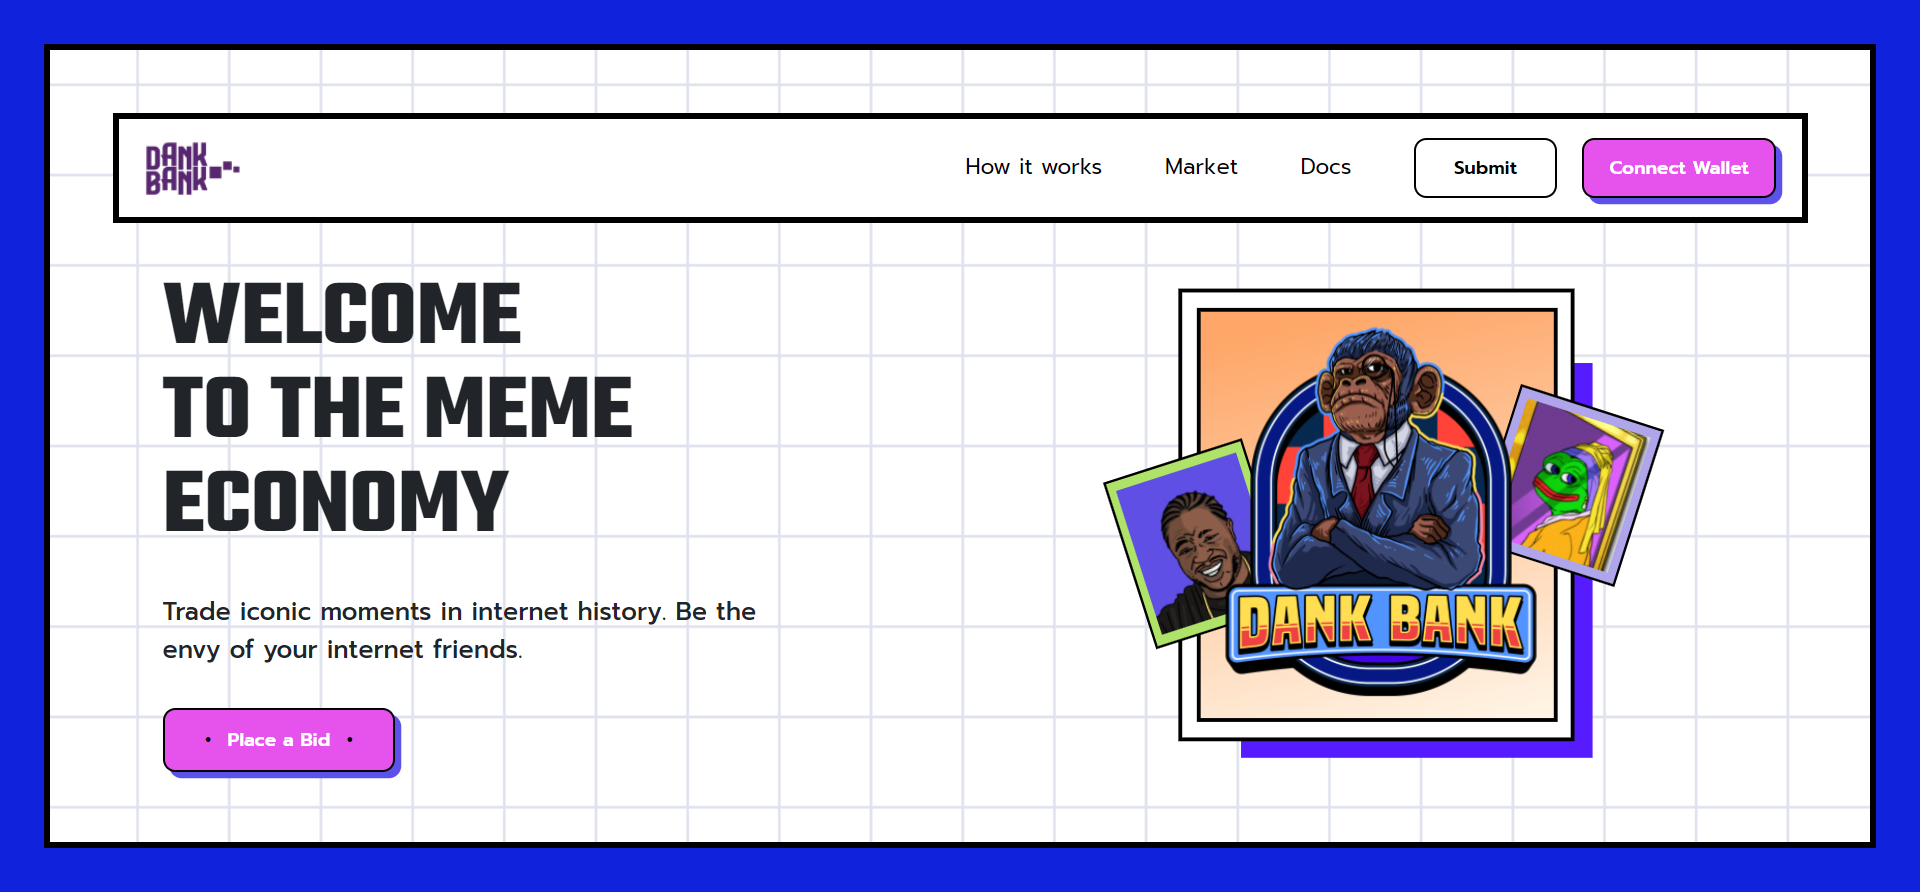 DANK
BANK
How it works
Market
Docs
Submit
Connect Wallet
WELCOME
TO THE MEME
ECONOMY
Trade iconic moments in internet history. Be the
envy of your internet friends.
• Place a Bid •
DANK BANK